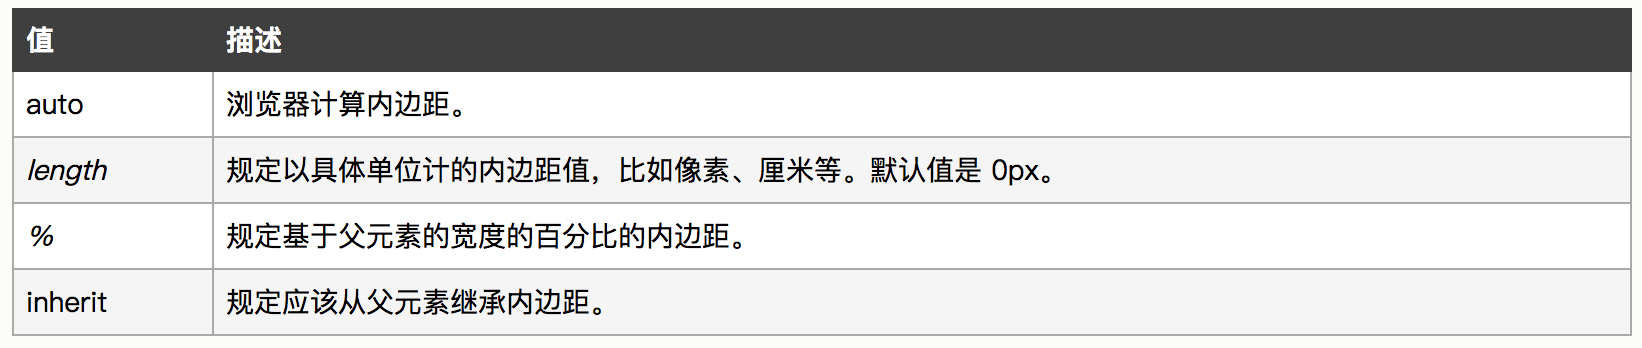 值 描述
auto 浏览器计算内边距。
length 规定以具体单位计的内边距值，比如像素、厘米等。默认值是 0px。
% 规定基于父元素的宽度的百分比的内边距。
inherit 规定应该从父元素继承内边距。